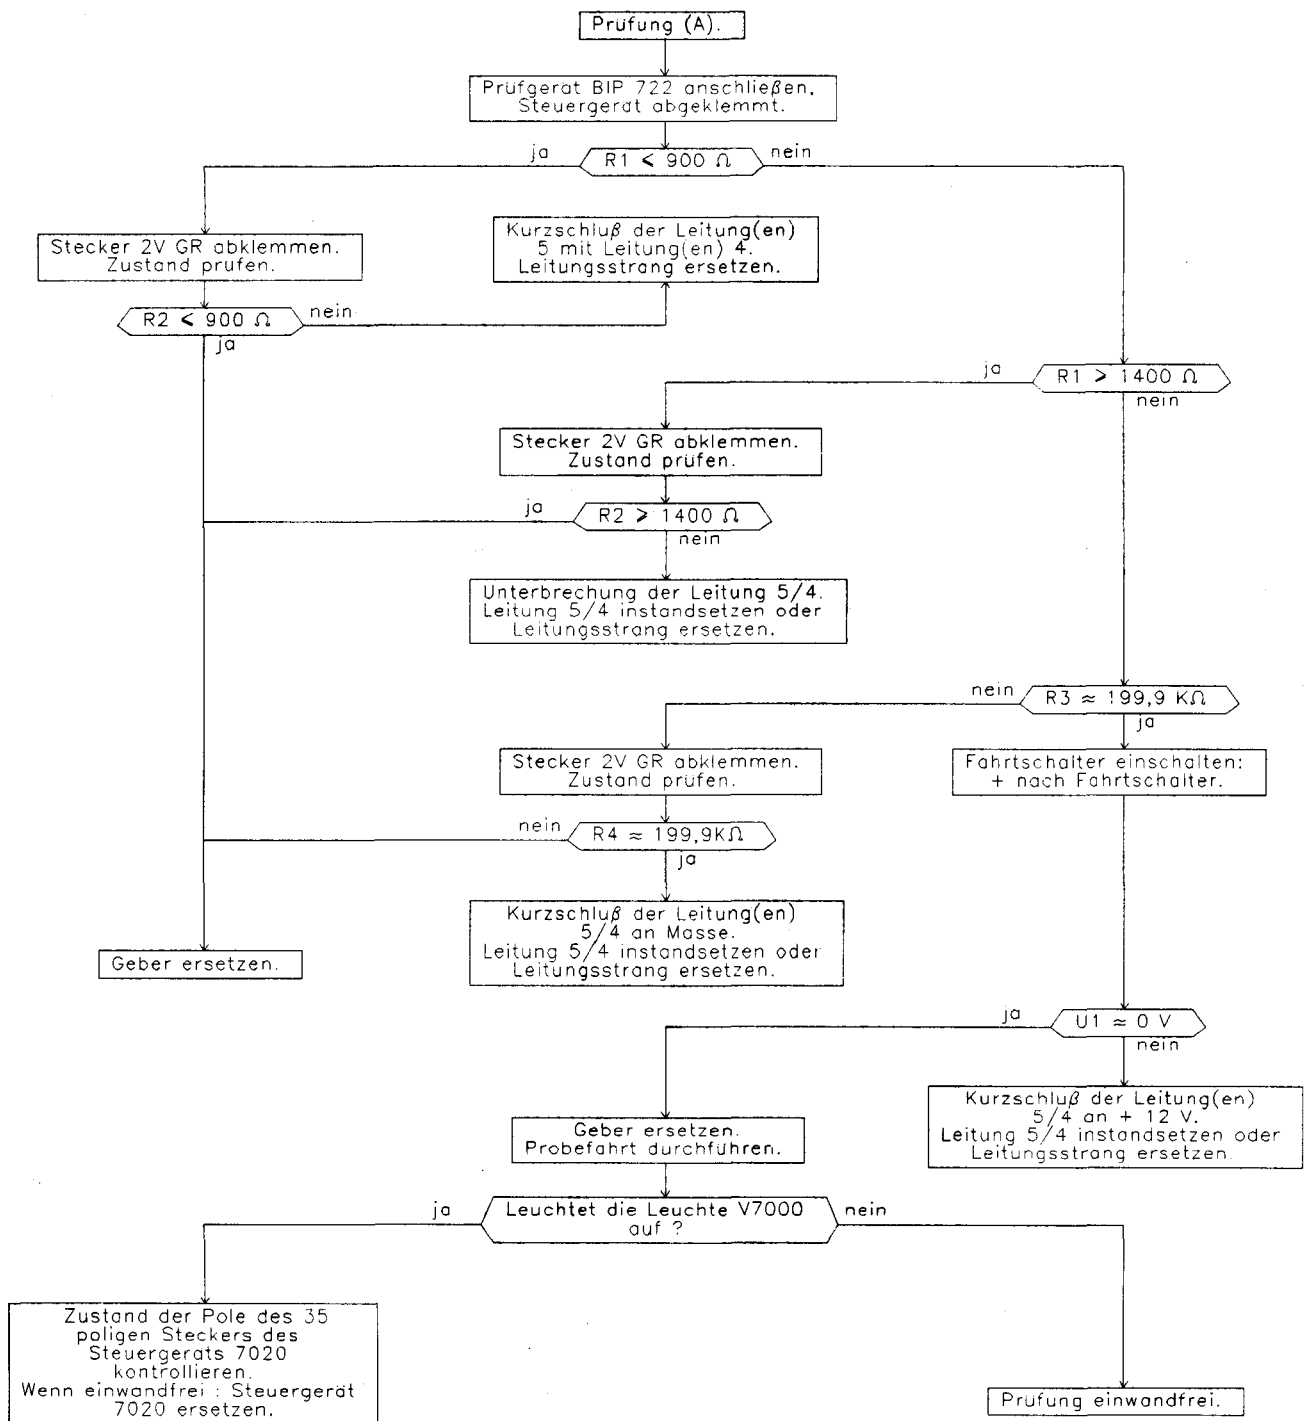 Prüfung (A).
Prüfgerät BIP 722 anschließen,
Steuergerat abgeklemmt.
ja
R1 < 900 Ω
nein
Stecker 2V GR abklemmen.
Zustand prufen.
Kurzschluß der Leitung(en)
5 mit Leitung(en) 4.
Leitungsstrang ersetzen.
R2 < 900 Ω
nein
ja
ja
R1 > 1400 Ω
nein
Stecker 2V GR abklemmen.
Zustand prüfen.
ja
R2 > 1400 Ω
nein
Unterbrechung der Leitung 5/4.
Leitung 5/4 instandsetzen oder
Leitungsstrang ersetzen.
nein
R3 ≈ 199,9 KΩ
ja
Stecker 2V GR abklemmen.
Zustand prüfen.
Fahrtschalter einschalten:
+ nach Fahrtschalter.
nein
R4 ≈ 199,9KΩ
ja
Kurzschluß der Leitung(en)
5/4 an Masse.
Leitung 5/4 instandsetzen oder
Leitungsstrang ersetzen.
Geber ersetzen.
ja
U1 ≈ 0 V
nein
Kurzschluß der Leitung(en)
5/4 an + 12 V.
Leitung 5/4 instandsetzen oder
Leitungsstrang ersetzen.
Geber ersetzen.
Probefahrt durchführen.
ja
Leuchtet die Leuchte V7000
auf ?
nein
Zustand der Pole des 35
poligen Steckers des
Steuergerats 7020
kontrollieren.
Wenn einwandfrei : Steuergerät
7020 ersetzen.
Prüfung einwandfrei.